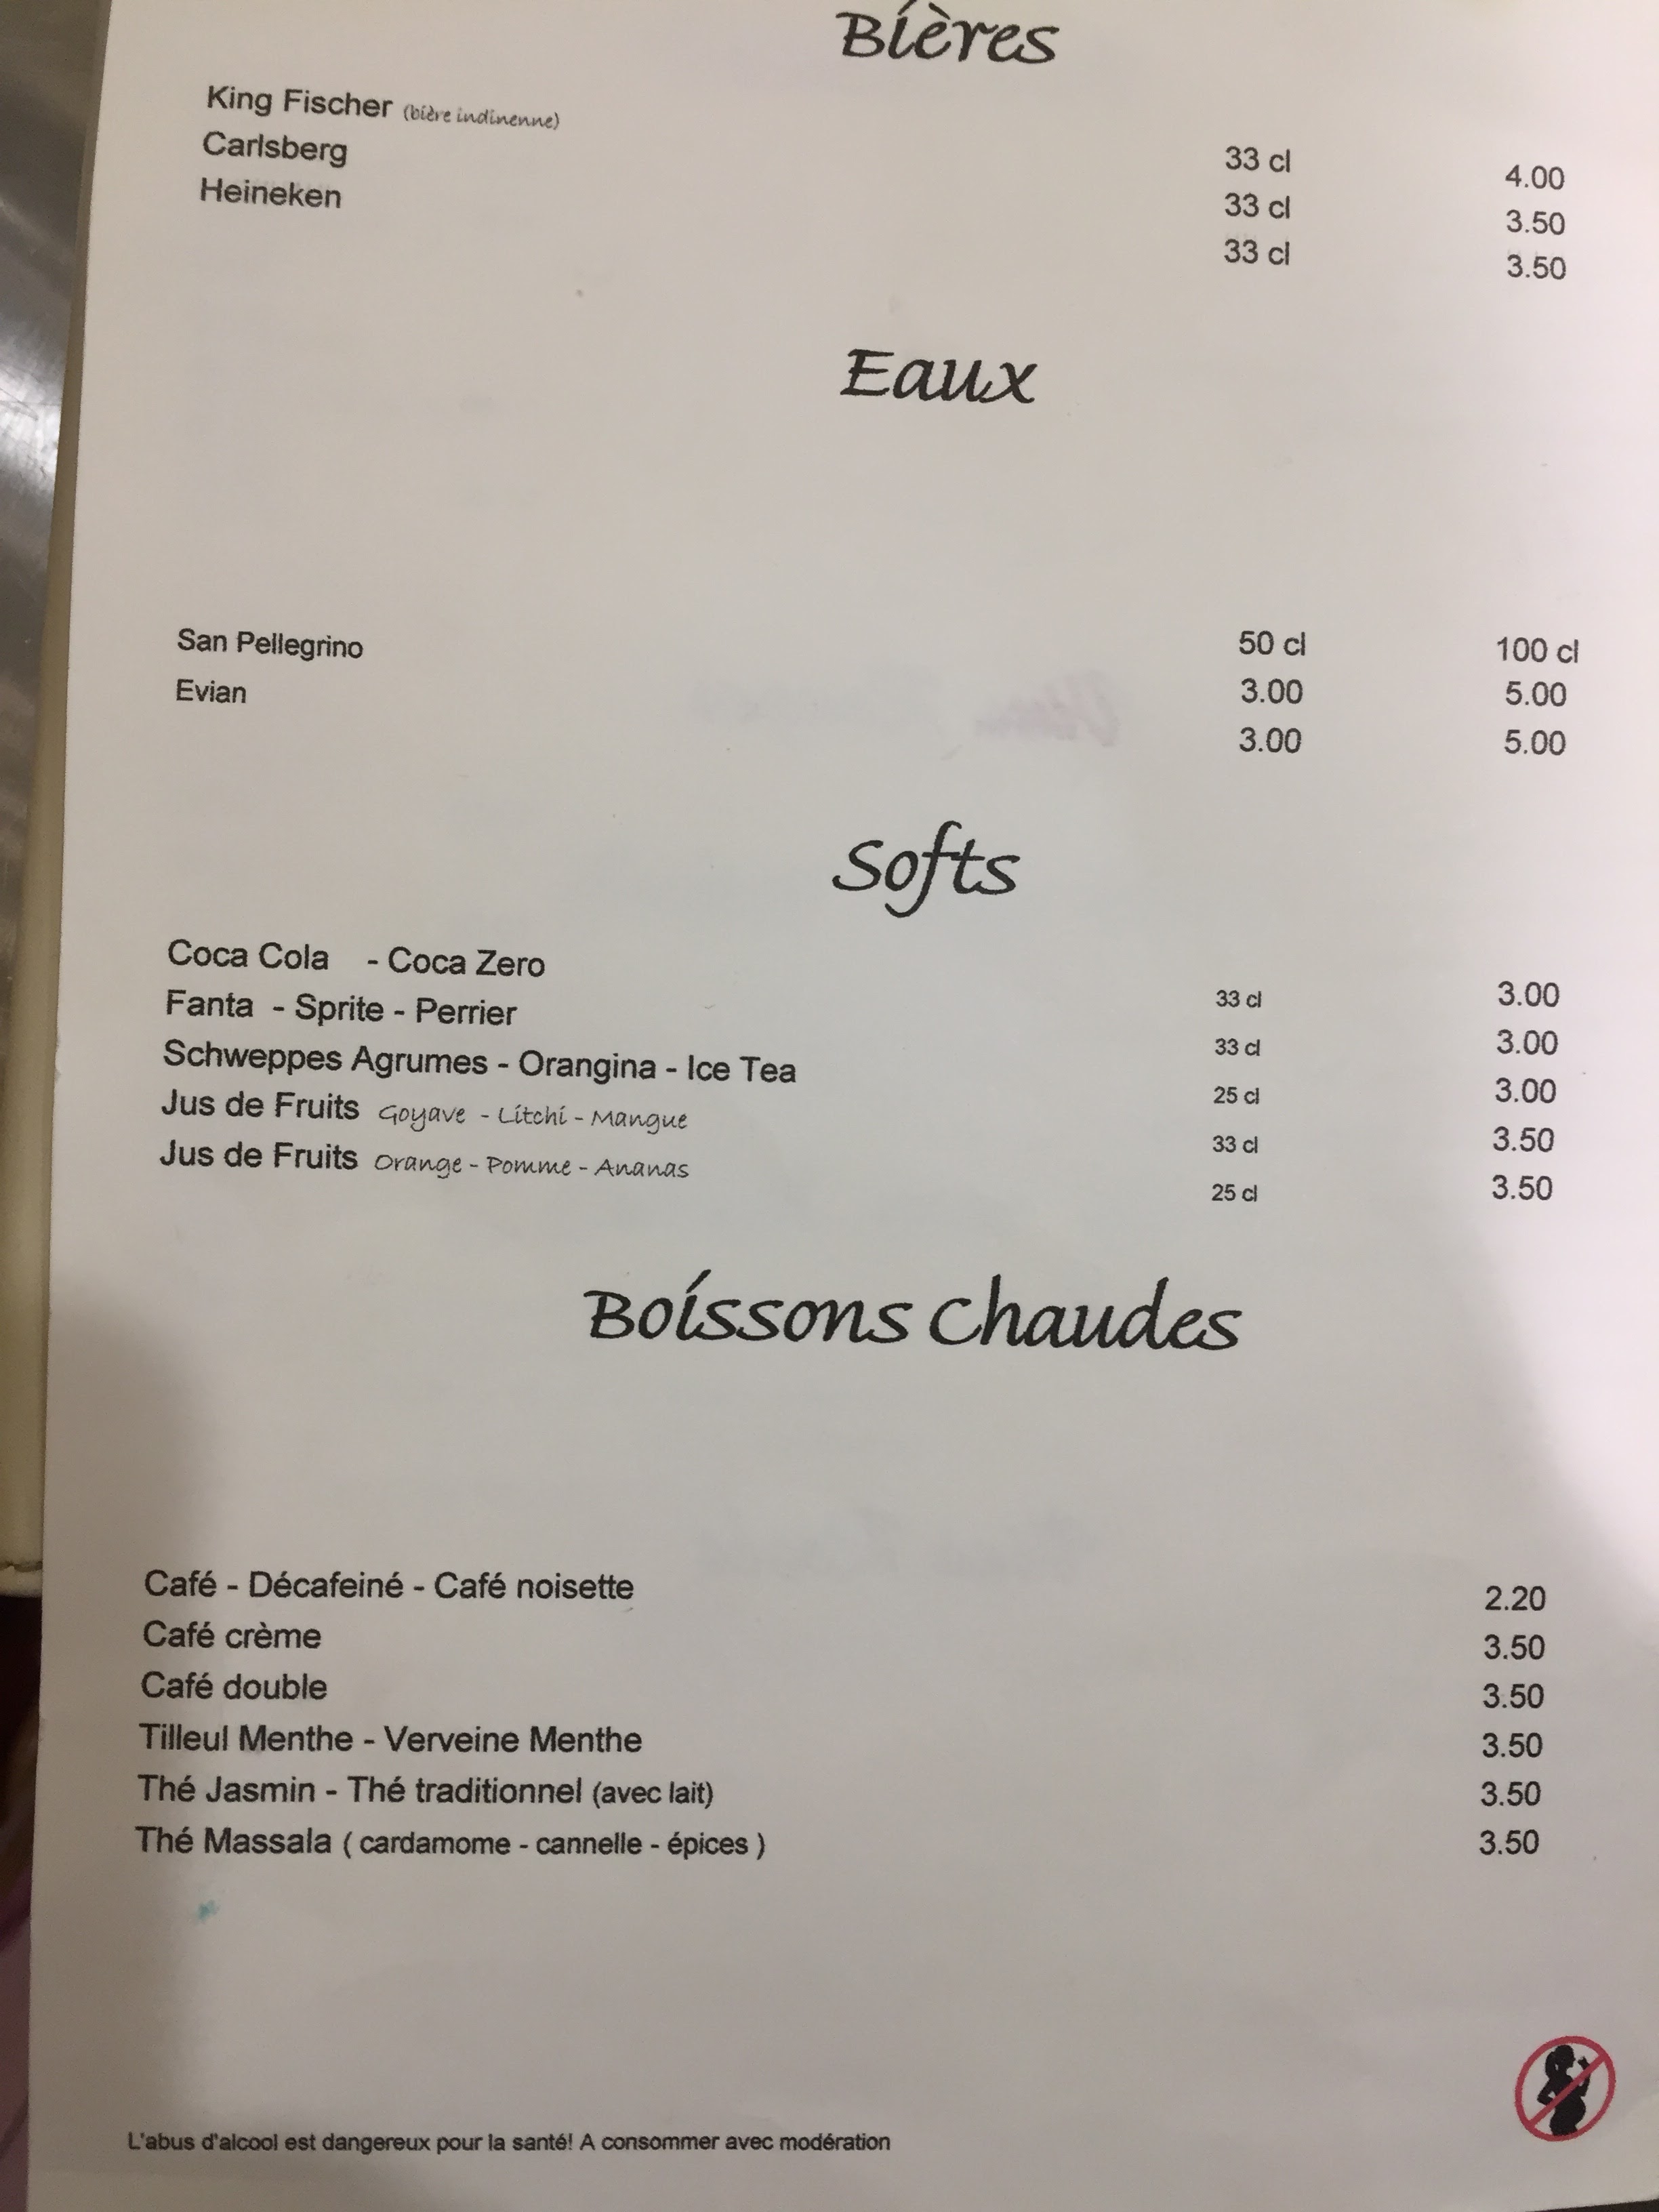 Bières
King Fischer (bière indinenne)
33 cl 4.00
Carlsberg
33 cl 3.50
Heineken
33 cl 3.50
Eaux
50 cl 100 cl
San Pellegrino
3.00 5.00
Evian
3.00 5.00
Softs
Coca Cola - Coca Zero
33 cl 3.00
Fanta - Sprite - Perrier
33 cl 3.00
Schweppes Agrumes - Orangina - Ice Tea
25 cl 3.00
Jus de Fruits Goyave - Litchi - Mangue
33 cl 3.50
Jus de Fruits Orange - Pomme - Ananas
25 cl 3.50
Boissons Chaudes
Café - Décafeiné - Café noisette 2.20
Café crème 3.50
Café double 3.50
Tilleul Menthe - Verveine Menthe 3.50
Thé Jasmin - Thé traditionnel (avec lait) 3.50
Thé Massala ( cardamome - cannelle - épices ) 3.50
L'abus d'alcool est dangereux pour la santé! A consommer avec modération